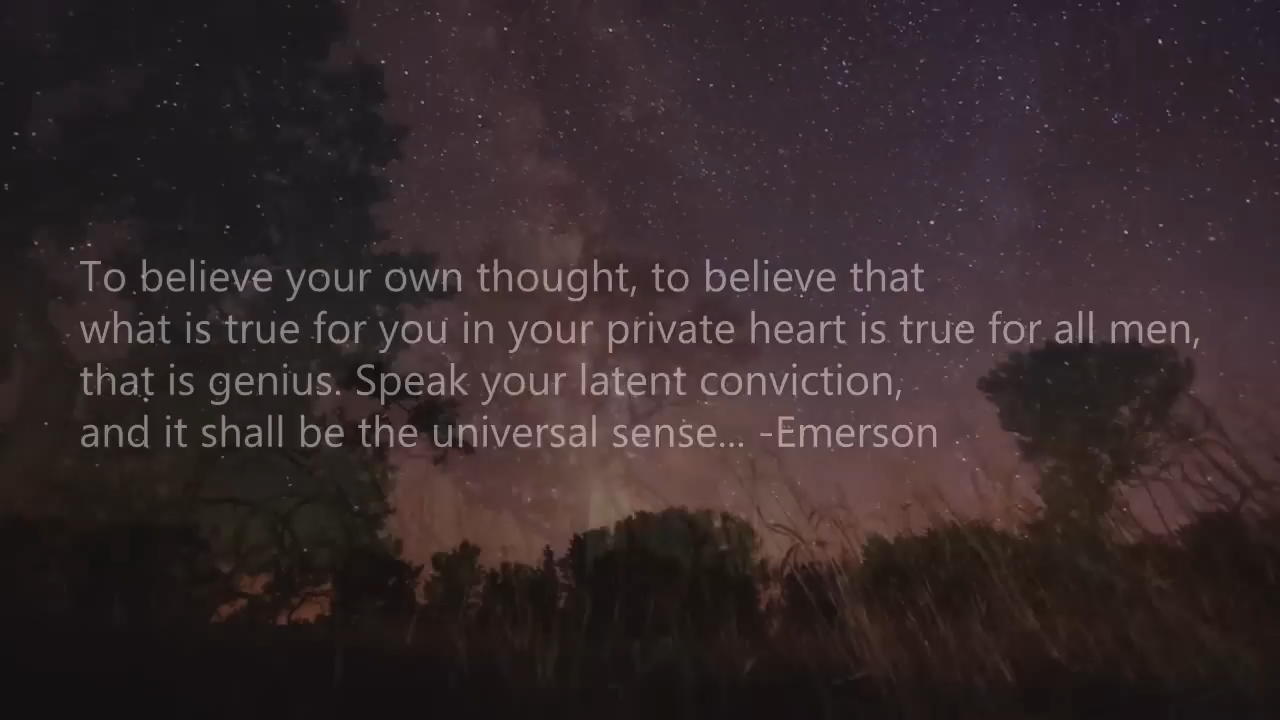 To believe your own thought, to believe that
what is true for you in your private heart is true for all men,
that is genius. Speak your latent conviction,
and it shall be the universal sense... -Emerson